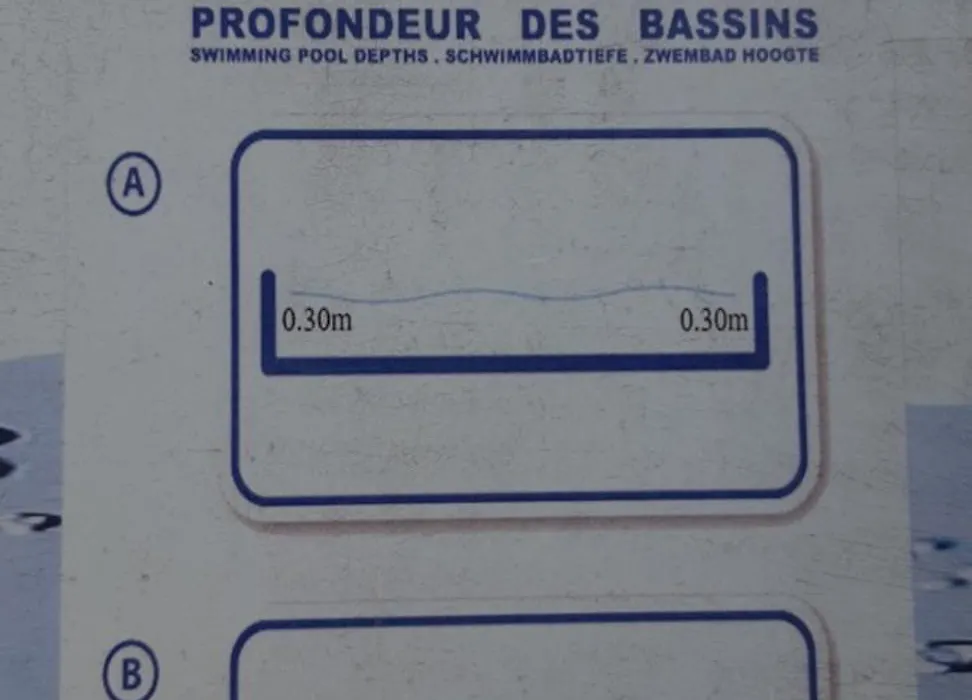 PROFONDEUR DES BASSINS
SWIMMING POOL DEPTHS . SCHWIMMBADTIEFE . ZWEMBAD HOOGTE
A
0.30m 0.30m
B